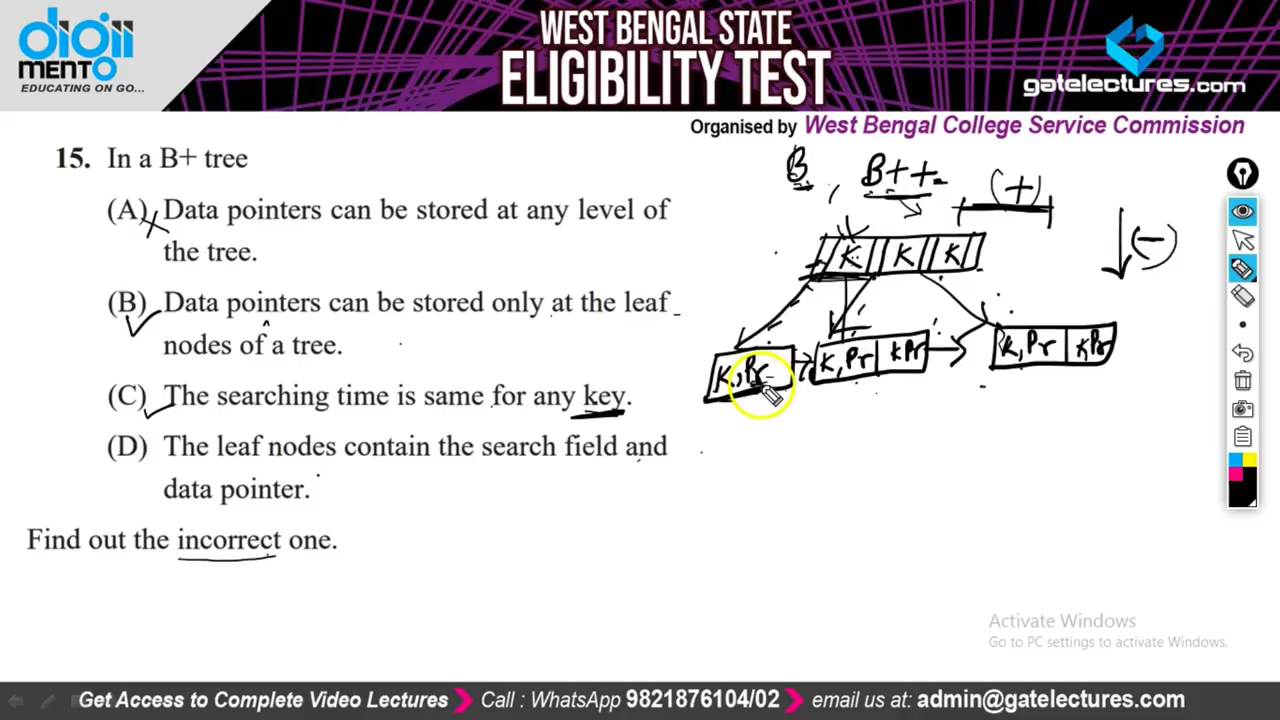 digii
MENTO
EDUCATING ON GO...
WEST BENGAL STATE
ELIGIBILITY TEST
gatelectures.com
Organised by West Bengal College Service Commission
15. In a B+ tree
(A) Data pointers can be stored at any level of
the tree.
(B) Data pointers can be stored only at the leaf
nodes of a tree.
(C) The searching time is same for any key.
(D) The leaf nodes contain the search field and
data pointer.
Find out the incorrect one.
B , B++ (+)
(-)
K K K
K, Pr K, Pr K Pr K, Pr K Pr
Activate Windows
Go to PC settings to activate Windows.
Get Access to Complete Video Lectures Call : WhatsApp 9821876104/02 email us at: admin@gatelectures.com